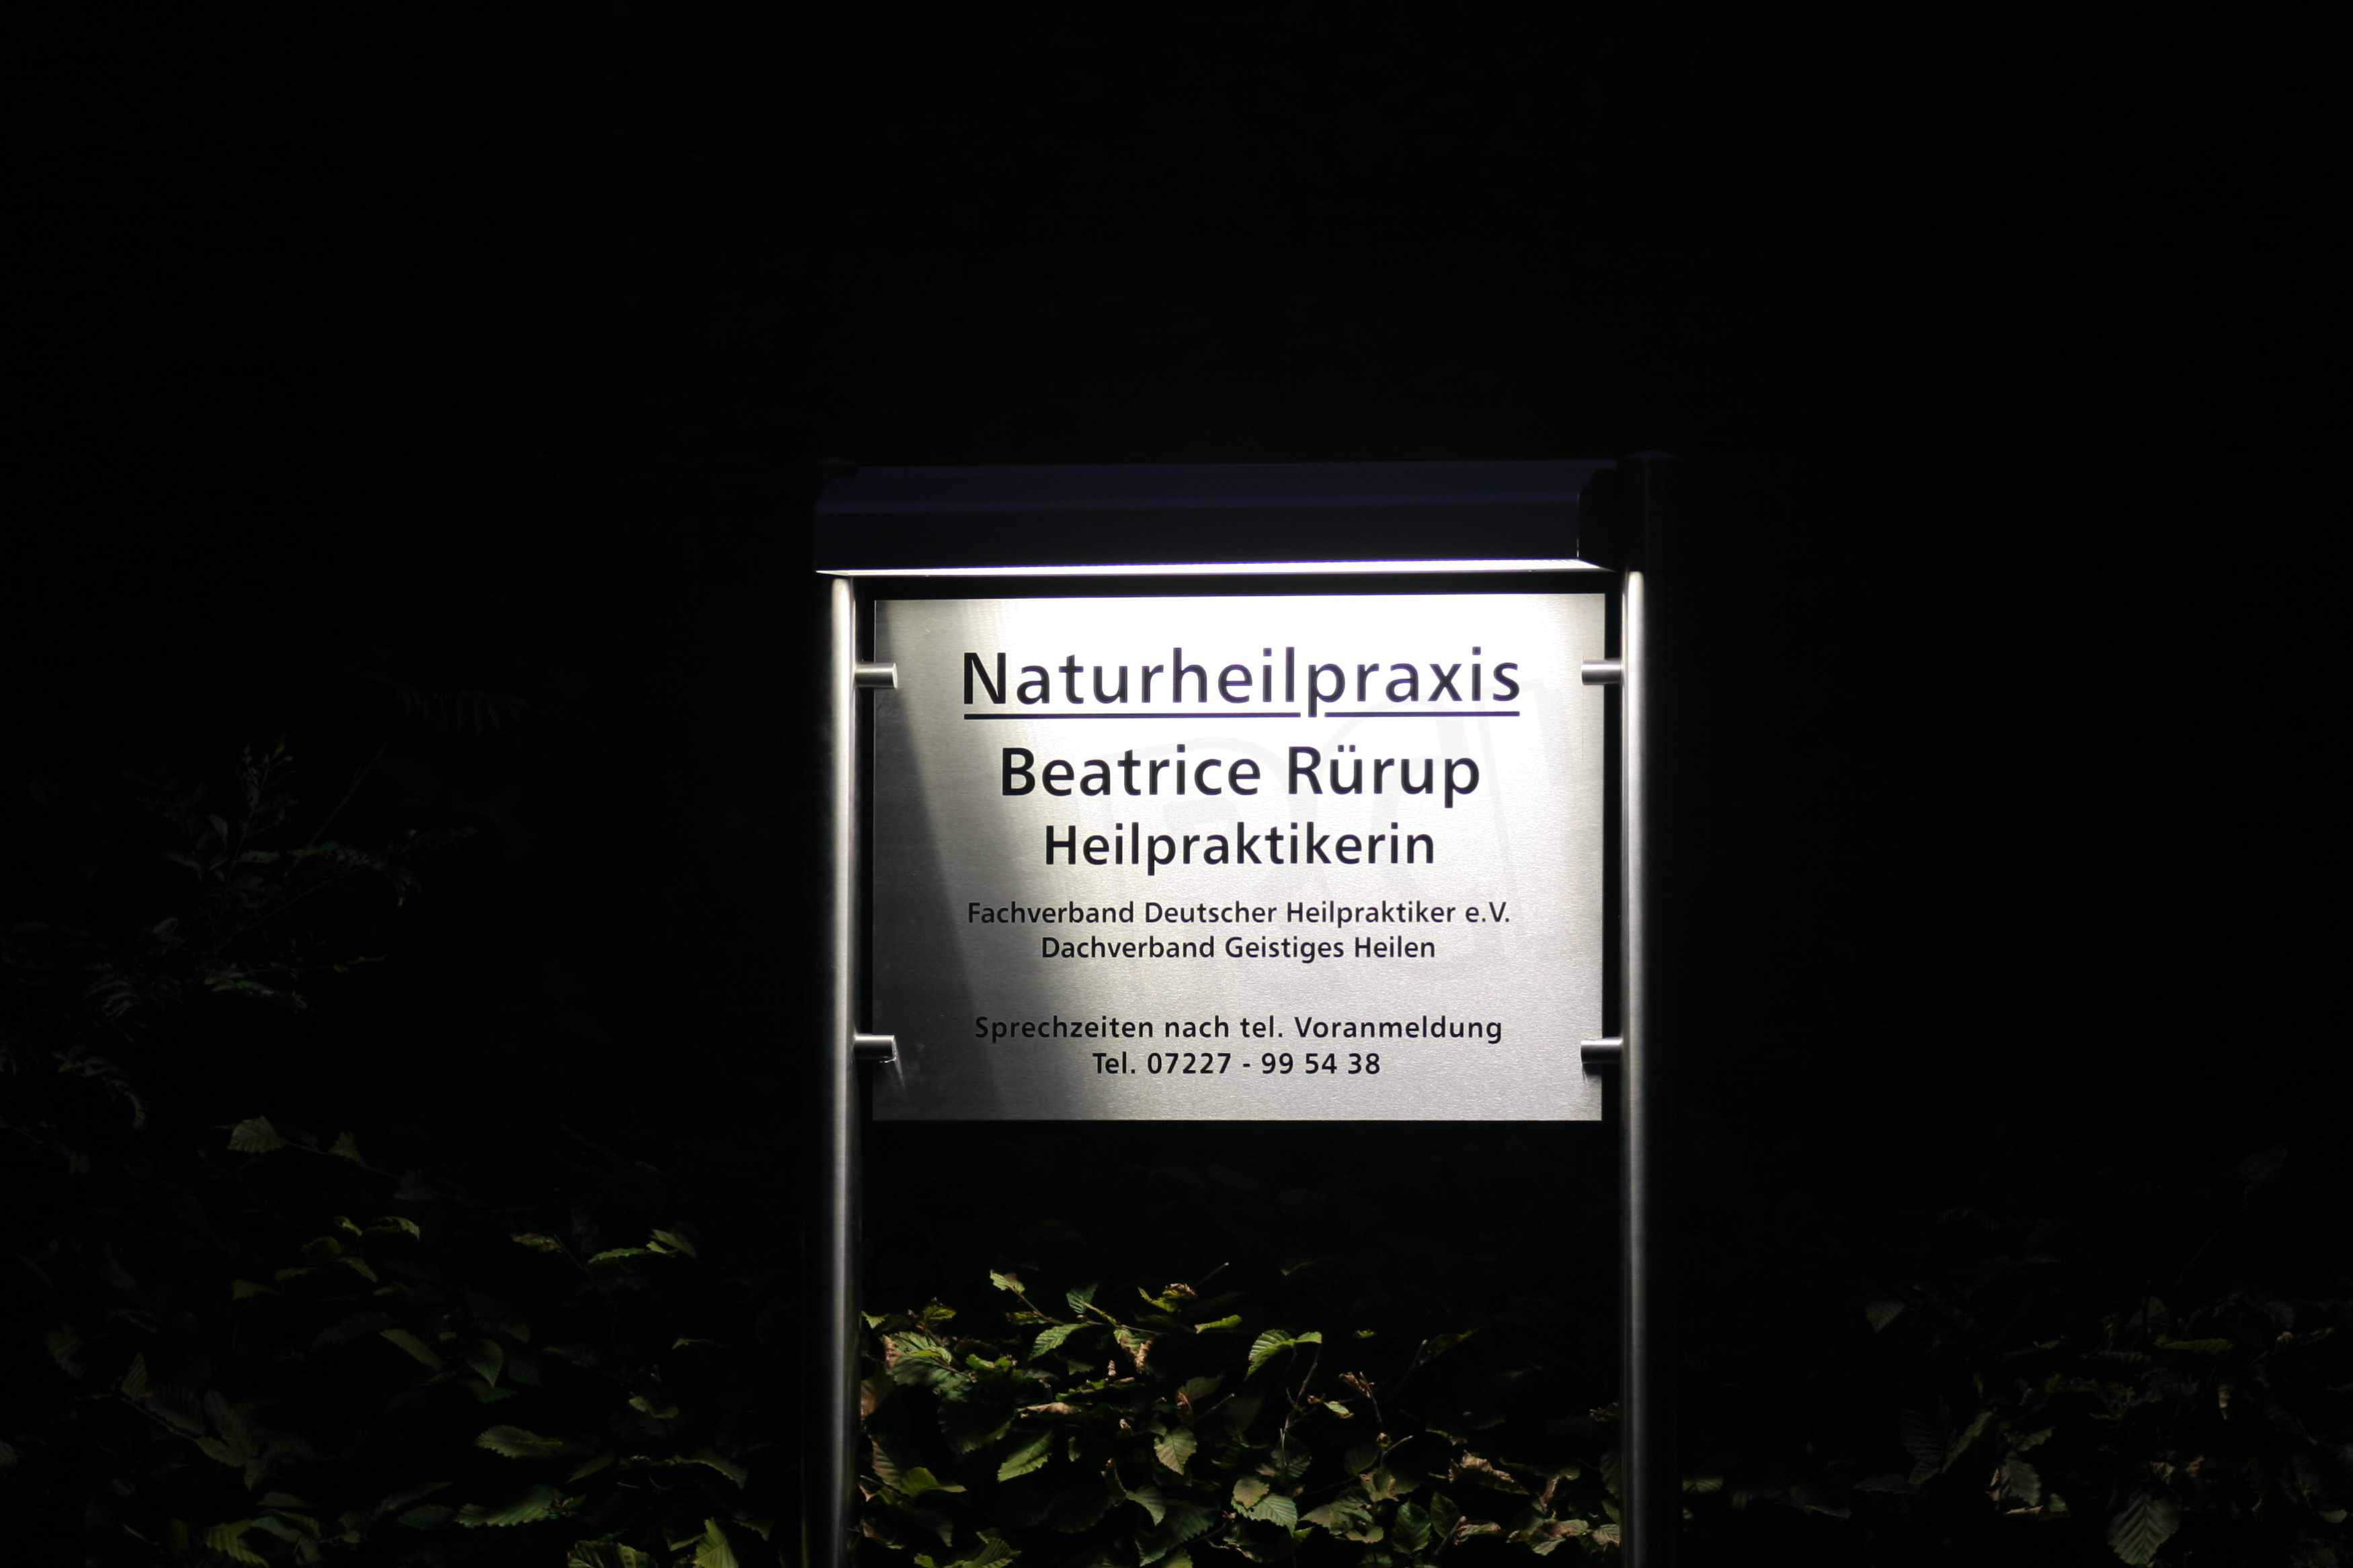 Naturheilpraxis
Beatrice Rürup
Heilpraktikerin
Fachverband Deutscher Heilpraktiker e.V.
Dachverband Geistiges Heilen
Sprechzeiten nach tel. Voranmeldung
Tel. 07227 - 99 54 38